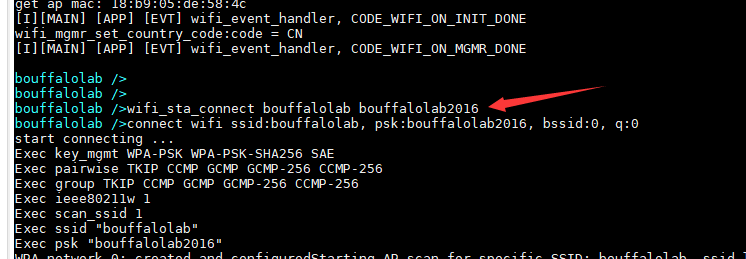 get ap mac: 18:b9:05:de:58:4c
[I][MAIN] [APP] [EVT] wifi_event_handler, CODE_WIFI_ON_INIT_DONE
wifi_mgmr_set_country_code:code = CN
[I][MAIN] [APP] [EVT] wifi_event_handler, CODE_WIFI_ON_MGMR_DONE
bouffalolab />
bouffalolab />
bouffalolab />wifi_sta_connect bouffalolab bouffalolab2016
bouffalolab />connect wifi ssid:bouffalolab, psk:bouffalolab2016, bssid:0, q:0
start connecting ...
Exec key_mgmt WPA-PSK WPA-PSK-SHA256 SAE
Exec pairwise TKIP CCMP GCMP GCMP-256 CCMP-256
Exec group TKIP CCMP GCMP GCMP-256 CCMP-256
Exec ieee80211w 1
Exec scan_ssid 1
Exec ssid "bouffalolab"
Exec psk "bouffalolab2016"
WPA network 0: created and configuredStarting AP scan for specific SSID: bouffalolab, ssid